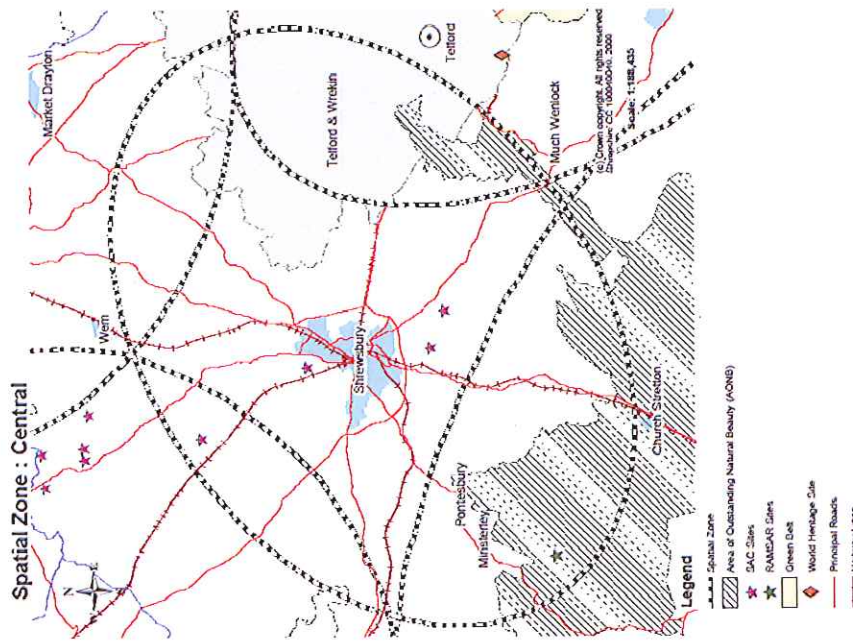 Spatial Zone : Central
N
E
Market Drayton
Wem
Telford & Wrekin
Telford
Shrewsbury
Much Wenlock
(c) Crown copyright. All rights reserved
Scale: 1:188,435
Pontesbury
Minsterley
Church Stretton
Legend
Spatial Zone
Area of Outstanding Natural Beauty (AONB)
SAC Sites
RAMSAR Sites
Green Belt
World Heritage Site
Principal Roads